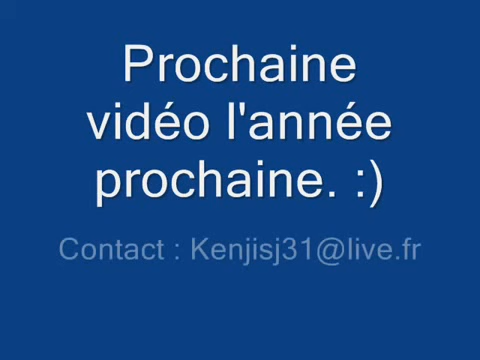 Prochaine
vidéo l'année
prochaine. :)
Contact : Kenjisj31@live.fr